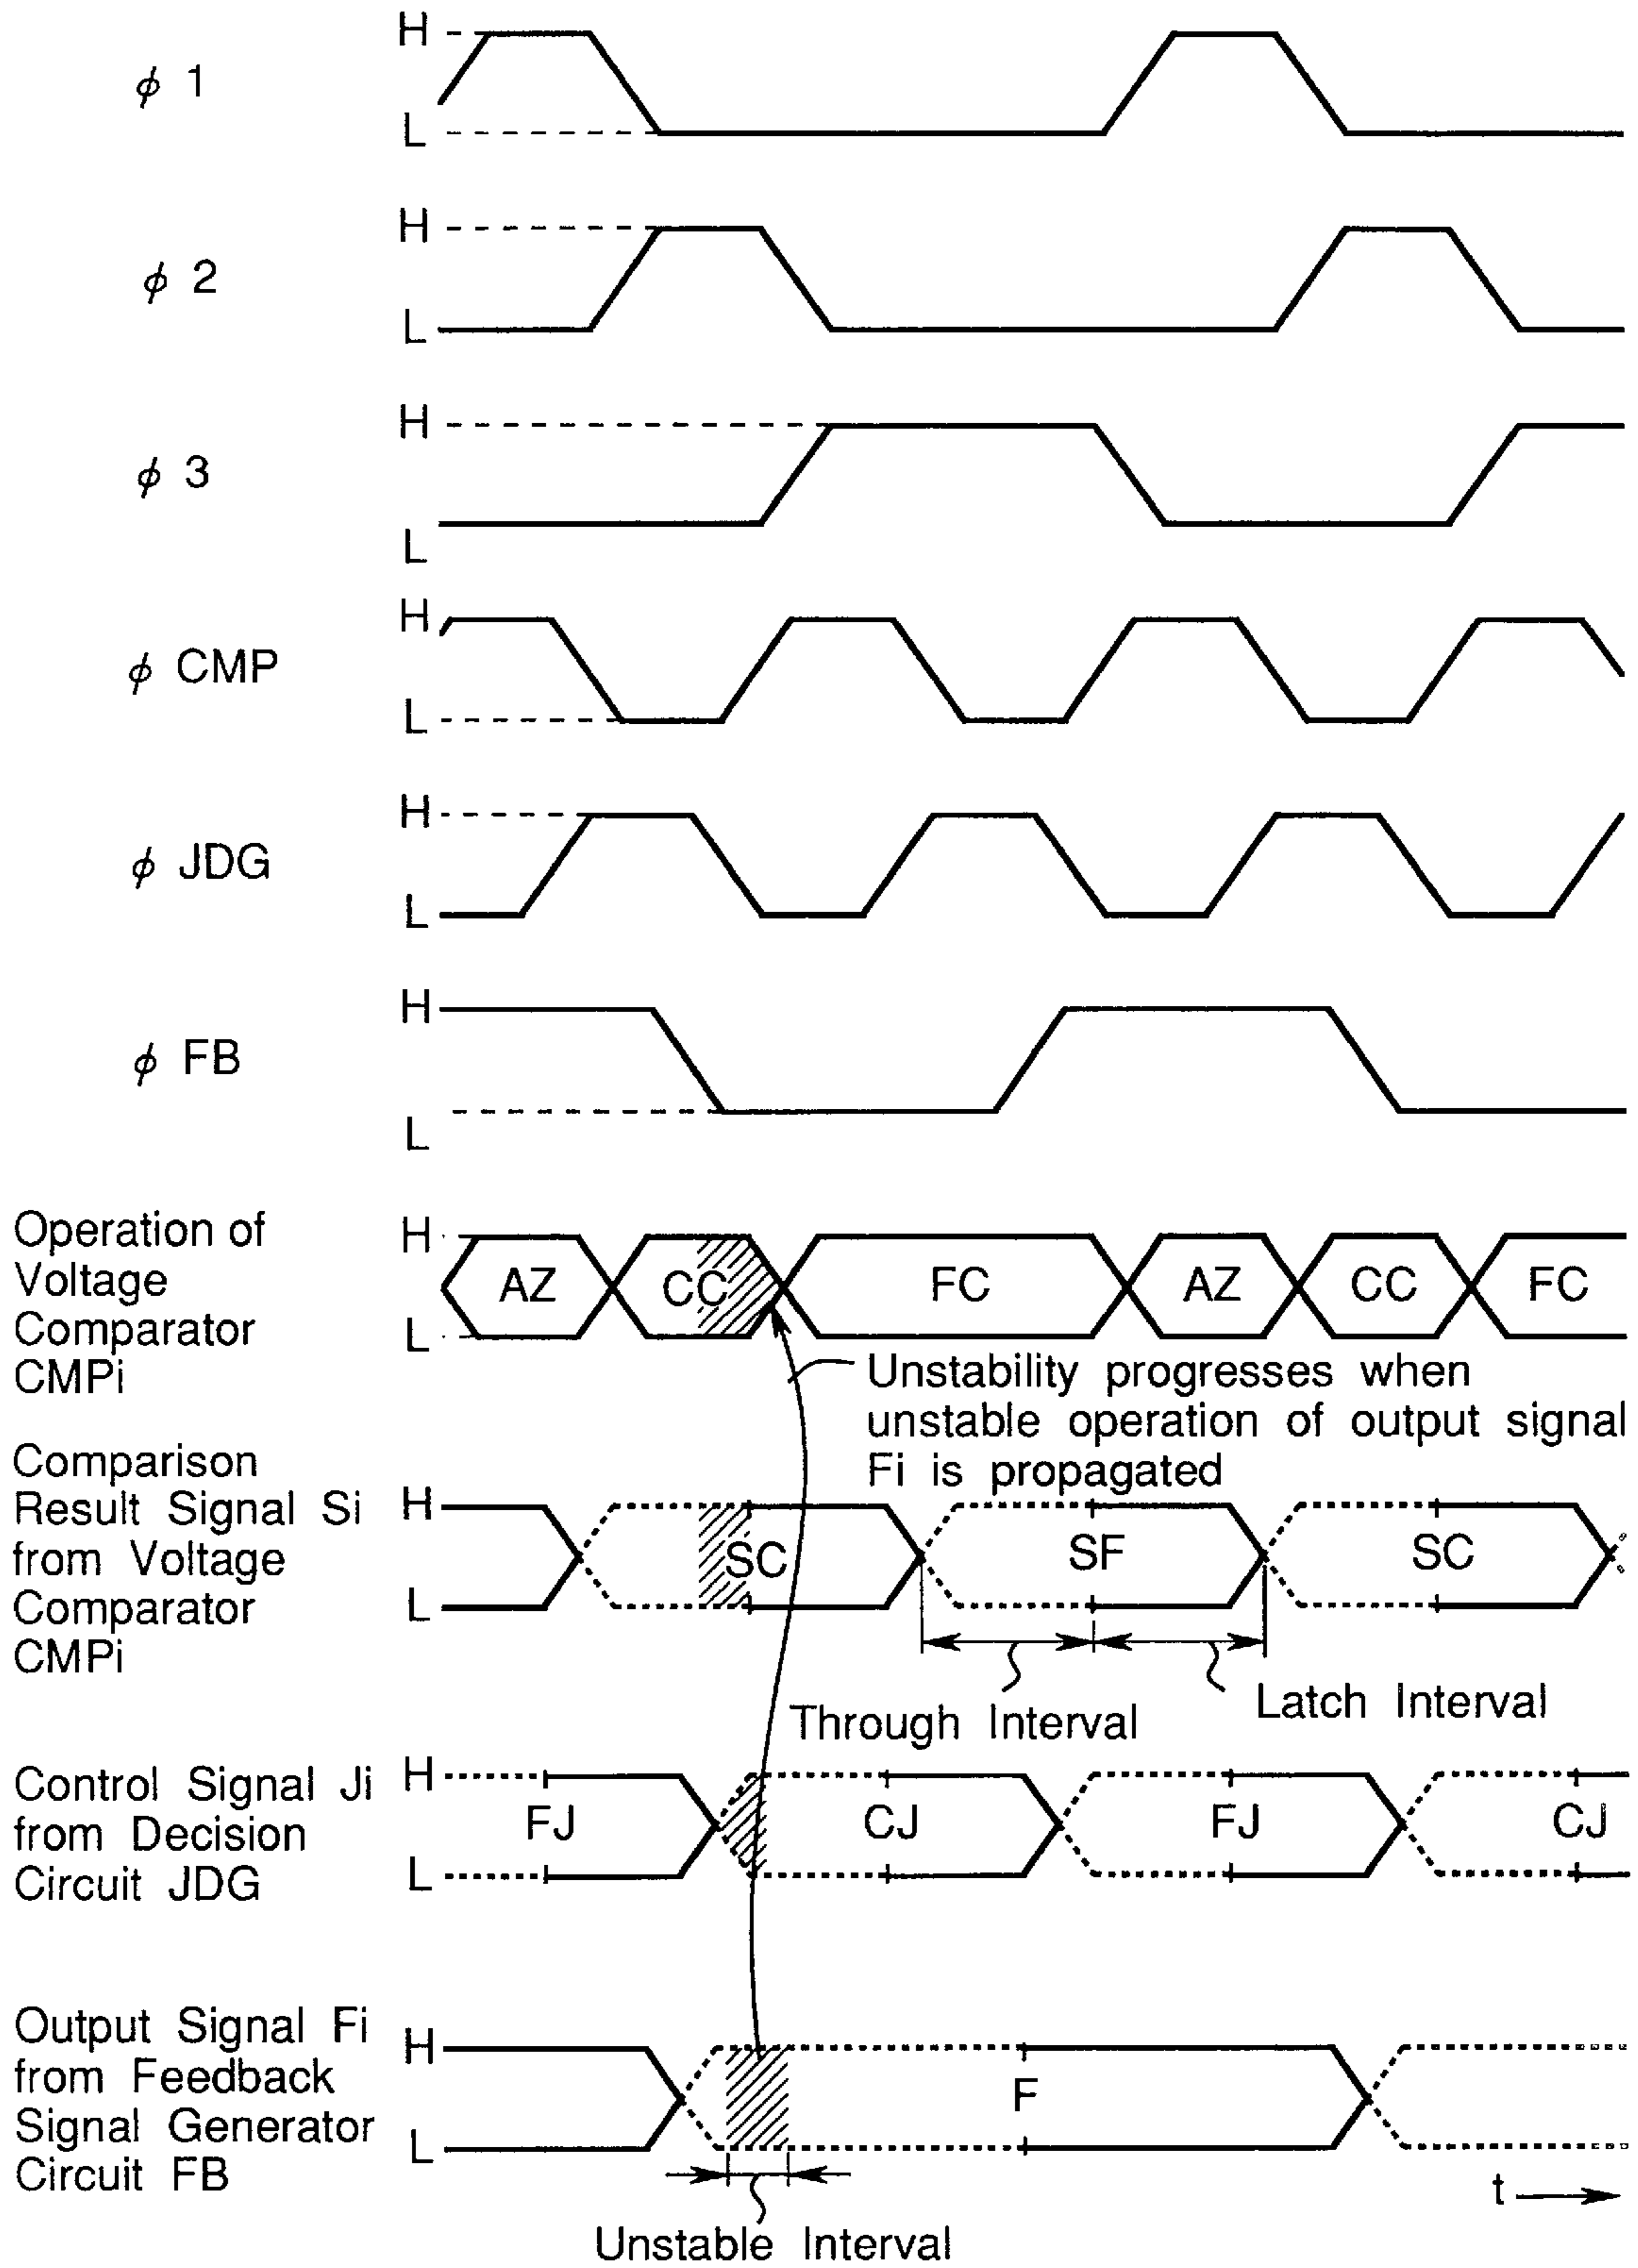 H
ϕ 1
L
H
ϕ 2
L
H
ϕ 3
L
H
ϕ CMP
L
H
ϕ JDG
L
H
ϕ FB
L
Operation of
Voltage
Comparator
CMPi
H
L
AZ CC FC AZ CC FC
Unstability progresses when
unstable operation of output signal
Fi is propagated
Comparison
Result Signal Si
from Voltage
Comparator
CMPi
H
L
SC SF SC
Through Interval
Latch Interval
Control Signal Ji
from Decision
Circuit JDG
H
L
FJ CJ FJ CJ
Output Signal Fi
from Feedback
Signal Generator
Circuit FB
H
L
F
t
Unstable Interval